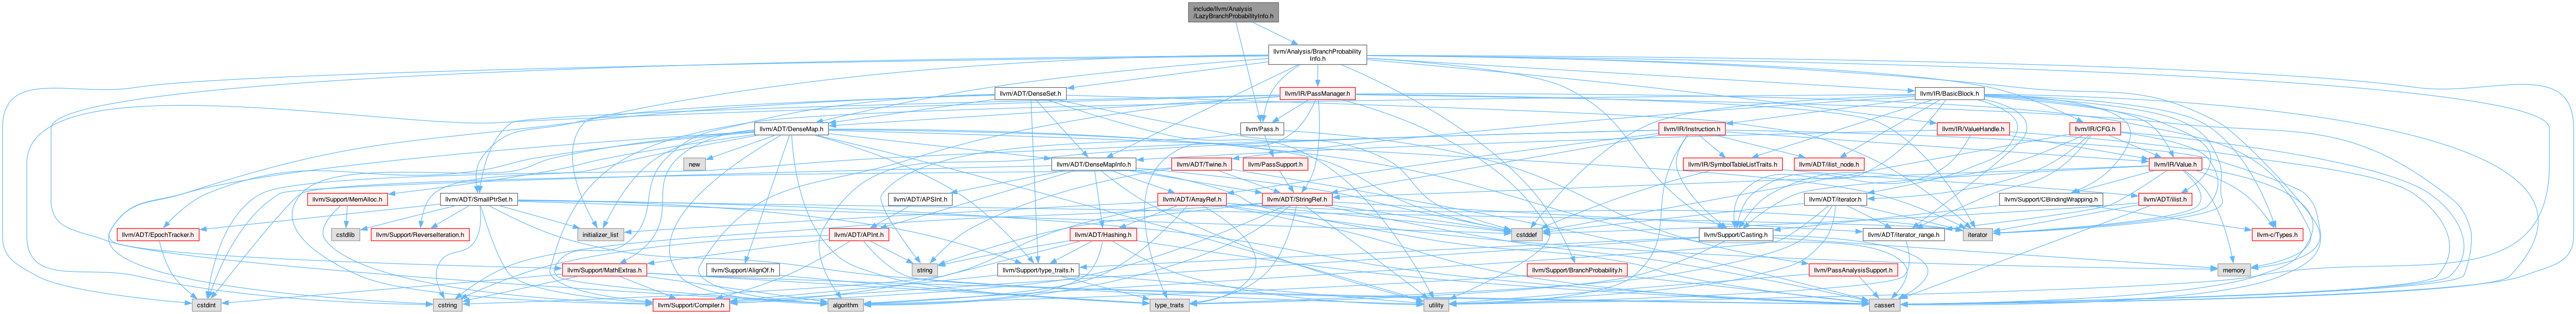 include/llvm/Analysis
/LazyBranchProbabilityInfo.h
llvm/Analysis/BranchProbability
Info.h
llvm/ADT/DenseSet.h
llvm/IR/PassManager.h
llvm/IR/BasicBlock.h
llvm/ADT/DenseMap.h
llvm/Pass.h
llvm/IR/Instruction.h
llvm/IR/ValueHandle.h
llvm/IR/CFG.h
new
llvm/ADT/DenseMapInfo.h
llvm/ADT/Twine.h
llvm/PassSupport.h
llvm/IR/SymbolTableListTraits.h
llvm/ADT/ilist_node.h
llvm/IR/Value.h
llvm/Support/MemAlloc.h
llvm/ADT/SmallPtrSet.h
llvm/ADT/APSInt.h
llvm/ADT/ArrayRef.h
llvm/ADT/StringRef.h
llvm/ADT/iterator.h
llvm/Support/CBindingWrapping.h
llvm/ADT/ilist.h
llvm/ADT/EpochTracker.h
cstdlib
llvm/Support/ReverseIteration.h
initializer_list
llvm/ADT/APInt.h
llvm/ADT/Hashing.h
cstddef
llvm/Support/Casting.h
llvm/ADT/iterator_range.h
iterator
llvm-c/Types.h
llvm/Support/MathExtras.h
llvm/Support/AlignOf.h
string
llvm/Support/type_traits.h
llvm/Support/BranchProbability.h
llvm/PassAnalysisSupport.h
memory
cstdint
cstring
llvm/Support/Compiler.h
algorithm
type_traits
utility
cassert